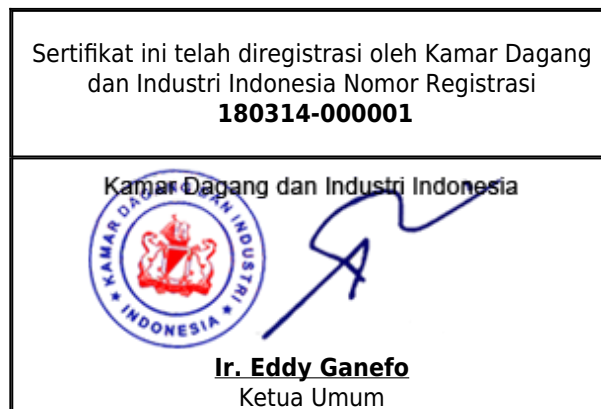 Sertifikat ini telah diregistrasi oleh Kamar Dagang
dan Industri Indonesia Nomor Registrasi
180314-000001
Kamar Dagang dan Industri Indonesia
KAMAR DAGANG DAN INDUSTRI
INDONESIA
Ir. Eddy Ganefo
Ketua Umum